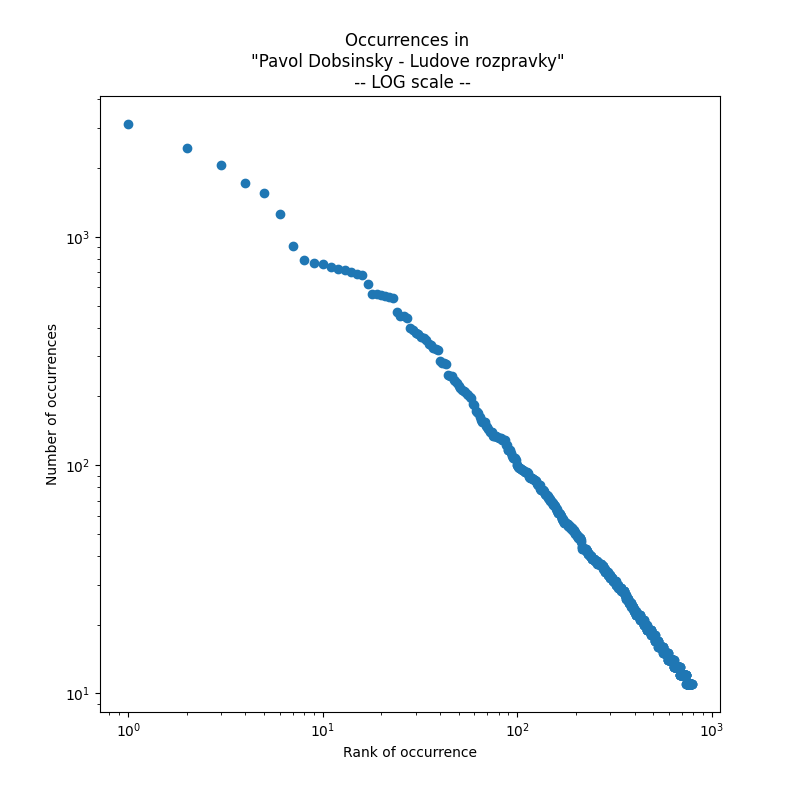 Occurrences in
"Pavol Dobsinsky - Ludove rozpravky"
-- LOG scale --
10³
10²
10¹
Number of occurrences
10⁰
10¹
10²
10³
Rank of occurrence